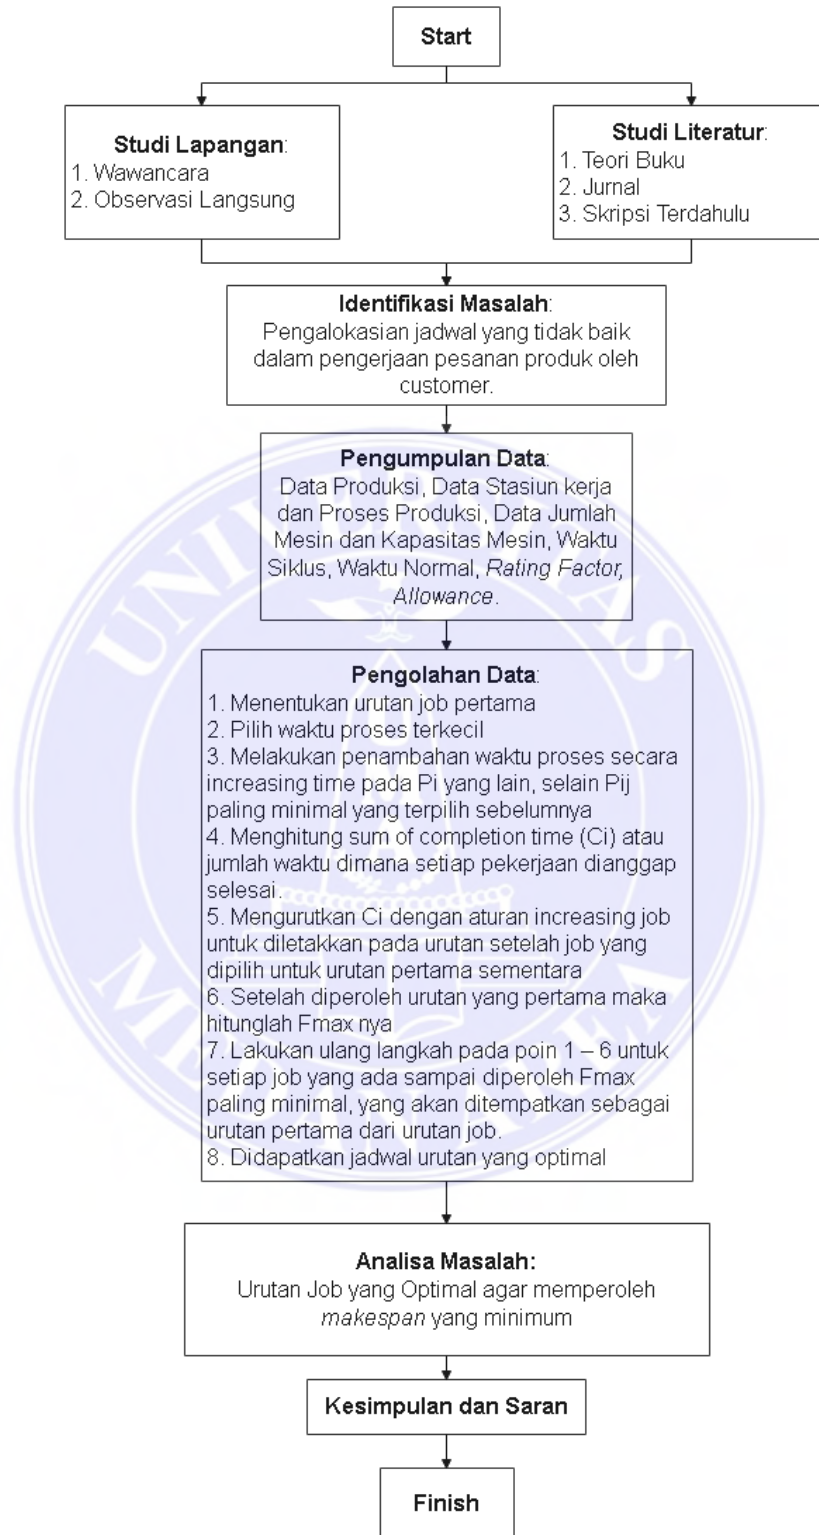 Start
Studi Lapangan:
1. Wawancara
2. Observasi Langsung
Studi Literatur:
1. Teori Buku
2. Jurnal
3. Skripsi Terdahulu
Identifikasi Masalah:
Pengalokasian jadwal yang tidak baik
dalam pengerjaan pesanan produk oleh
customer.
Pengumpulan Data:
Data Produksi, Data Stasiun kerja
dan Proses Produksi, Data Jumlah
Mesin dan Kapasitas Mesin, Waktu
Siklus, Waktu Normal, Rating Factor,
Allowance.
Pengolahan Data:
1. Menentukan urutan job pertama
2. Pilih waktu proses terkecil
3. Melakukan penambahan waktu proses secara
increasing time pada Pi yang lain, selain Pij
paling minimal yang terpilih sebelumnya
4. Menghitung sum of completion time (Ci) atau
jumlah waktu dimana setiap pekerjaan dianggap
selesai.
5. Mengurutkan Ci dengan aturan increasing job
untuk diletakkan pada urutan setelah job yang
dipilih untuk urutan pertama sementara
6. Setelah diperoleh urutan yang pertama maka
hitunglah Fmax nya
7. Lakukan ulang langkah pada poin 1 – 6 untuk
setiap job yang ada sampai diperoleh Fmax
paling minimal, yang akan ditempatkan sebagai
urutan pertama dari urutan job.
8. Didapatkan jadwal urutan yang optimal
Analisa Masalah:
Urutan Job yang Optimal agar memperoleh
makespan yang minimum
Kesimpulan dan Saran
Finish
UNIVERSITAS
MEDAN AREA